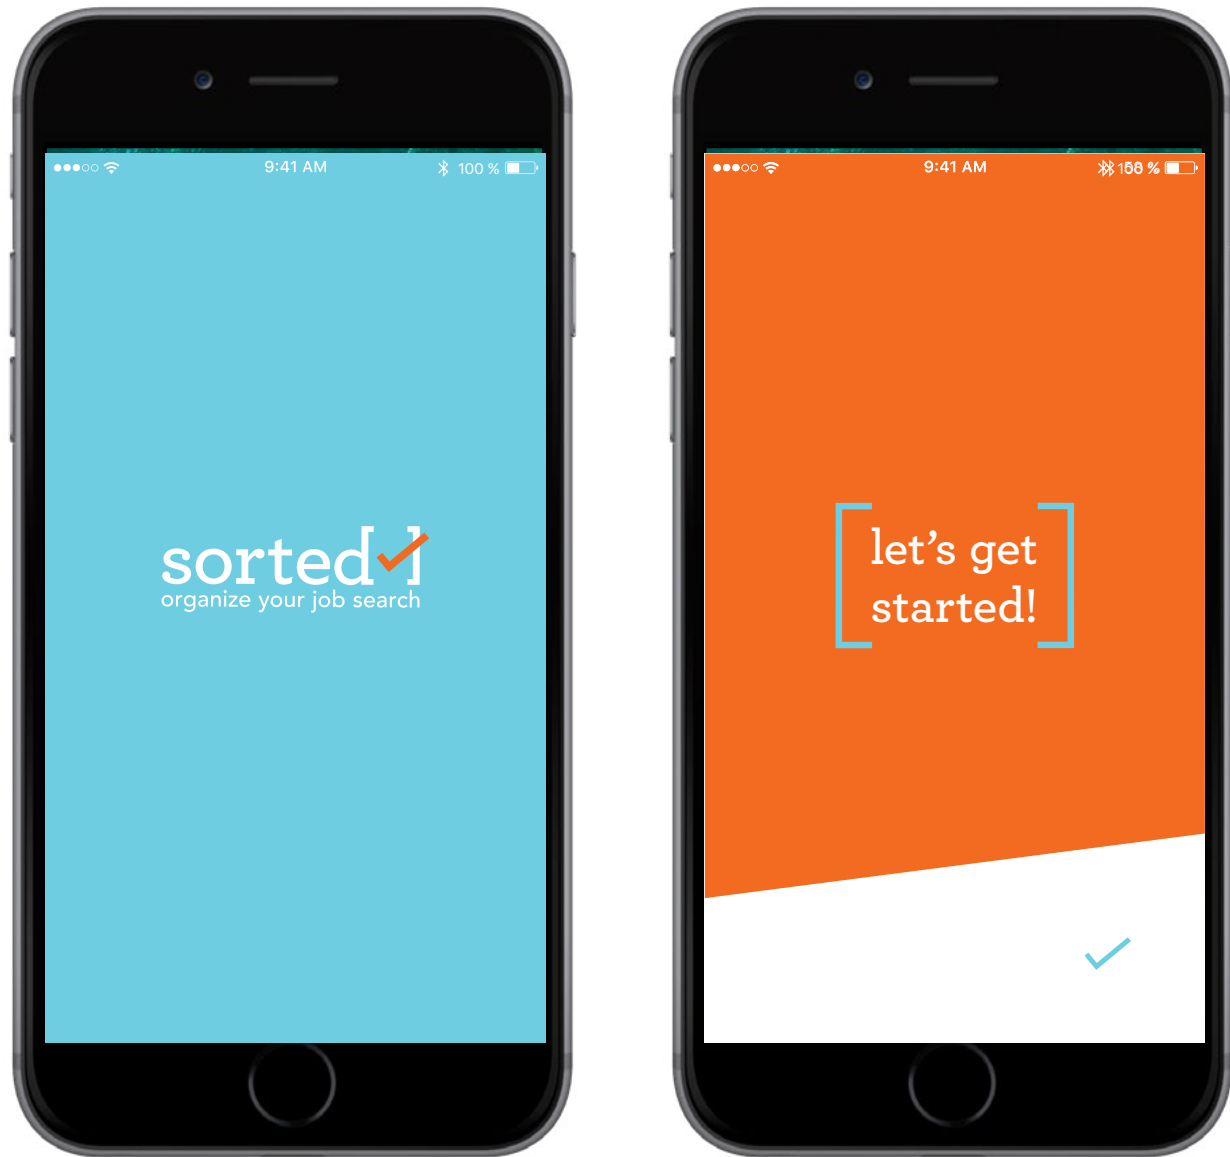 9:41 AM
100 %
sorted[✓]
organize your job search
9:41 AM
let’s get
started!